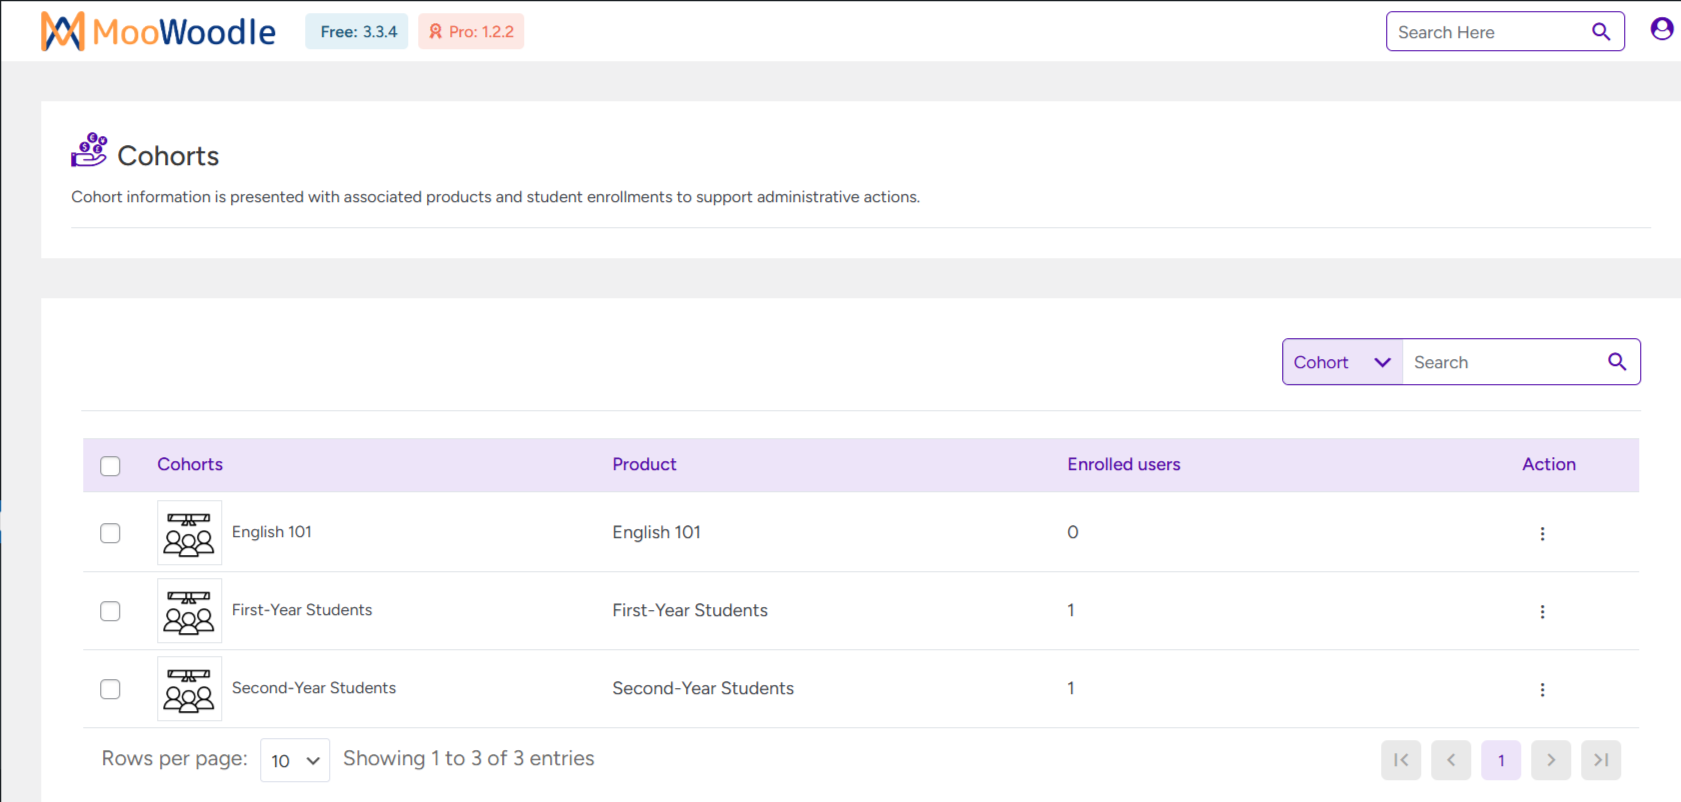 MooWoodle Free: 3.3.4 Pro: 1.2.2 Search Here
Cohorts
Cohort information is presented with associated products and student enrollments to support administrative actions.
Cohort Search
Cohorts Product Enrolled users Action
English 101 English 101 0
First-Year Students First-Year Students 1
Second-Year Students Second-Year Students 1
Rows per page: 10 Showing 1 to 3 of 3 entries 1